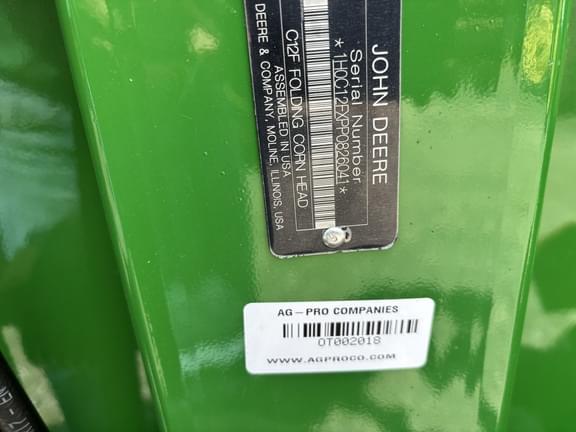 JOHN DEERE
Serial Number
*1H0C12FXPP0826041*
C12F FOLDING CORN HEAD
ASSEMBLED IN USA
DEERE & COMPANY, MOLINE, ILLINOIS, USA
AG-PRO COMPANIES
OT002018
WWW.AGPROCO.COM